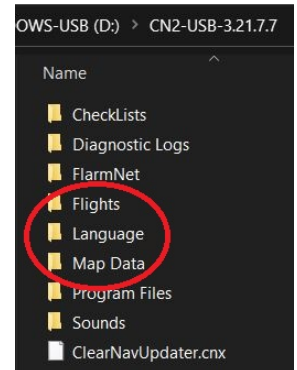 OWS-USB (D:) > CN2-USB-3.21.7.7
Name
CheckLists
Diagnostic Logs
FlarmNet
Flights
Language
Map Data
Program Files
Sounds
ClearNavUpdater.cnx